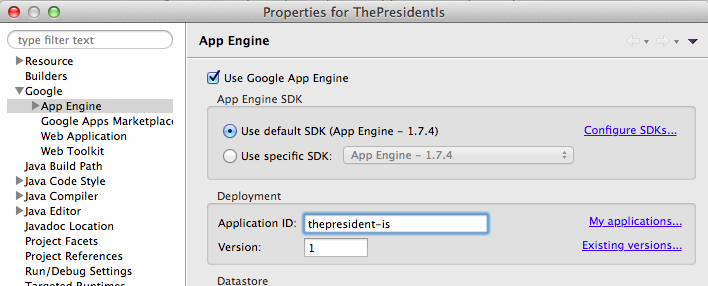 Properties for ThePresidentIs
type filter text
Resource
Builders
Google
App Engine
Google Apps Marketplace
Web Application
Web Toolkit
Java Build Path
Java Code Style
Java Compiler
Java Editor
Javadoc Location
Project Facets
Project References
Run/Debug Settings
Targeted Runtimes
App Engine
Use Google App Engine
App Engine SDK
Use default SDK (App Engine - 1.7.4)
Configure SDKs...
Use specific SDK:
App Engine - 1.7.4
Deployment
Application ID:
thepresident-is
My applications...
Version:
1
Existing versions...
Datastore